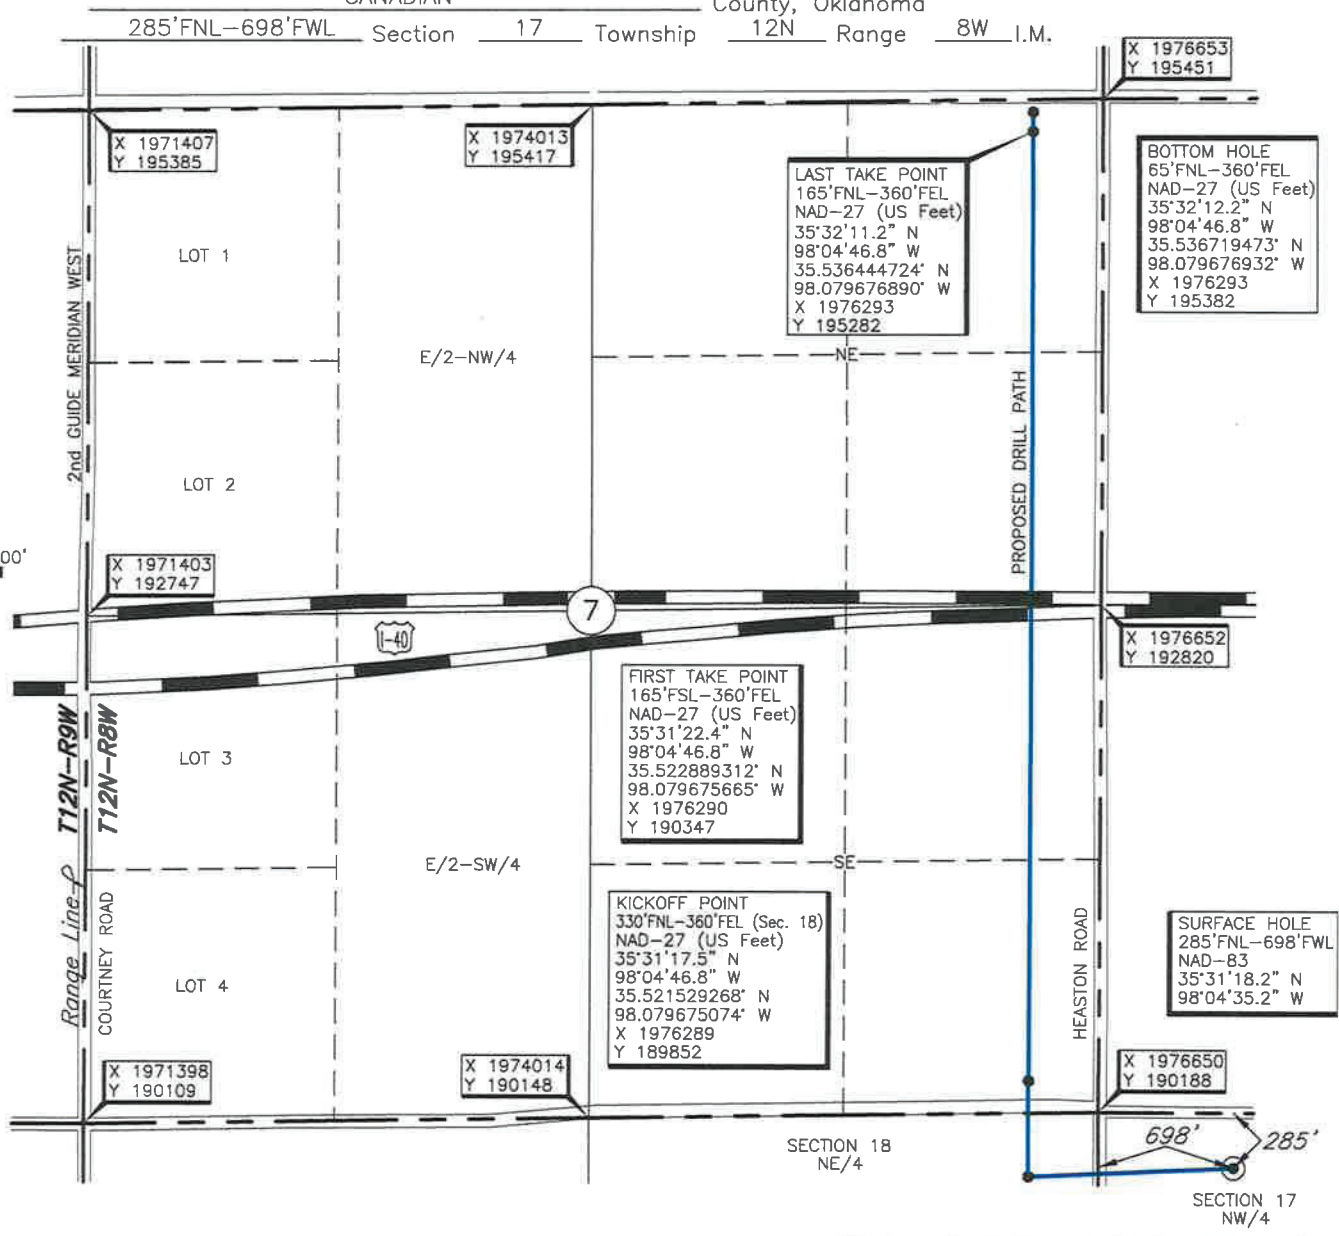 CANADIAN County, Oklahoma
285'FNL-698'FWL Section 17 Township 12N Range 8W I.M.
X 1976653
Y 195451
X 1971407
Y 195385
X 1974013
Y 195417
LAST TAKE POINT
165'FNL-360'FEL
NAD-27 (US Feet)
35°32'11.2" N
98°04'46.8" W
35.536444724° N
98.079676890° W
X 1976293
Y 195282
BOTTOM HOLE
65'FNL-360'FEL
NAD-27 (US Feet)
35°32'12.2" N
98°04'46.8" W
35.536719473° N
98.079676932° W
X 1976293
Y 195382
2nd GUIDE MERIDIAN WEST
LOT 1
E/2-NW/4
NE
PROPOSED DRILL PATH
LOT 2
00'
X 1971403
Y 192747
7
I-40
X 1976652
Y 192820
FIRST TAKE POINT
165'FSL-360'FEL
NAD-27 (US Feet)
35°31'22.4" N
98°04'46.8" W
35.522889312° N
98.079675665° W
X 1976290
Y 190347
T12N-R9W
T12N-R8W
LOT 3
E/2-SW/4
SE
KICKOFF POINT
330'FNL-360'FEL (Sec. 18)
NAD-27 (US Feet)
35°31'17.5" N
98°04'46.8" W
35.521529268° N
98.079675074° W
X 1976289
Y 189852
SURFACE HOLE
285'FNL-698'FWL
NAD-83
35°31'18.2" N
98°04'35.2" W
Range Line
COURTNEY ROAD
LOT 4
HEASTON ROAD
X 1971398
Y 190109
X 1974014
Y 190148
X 1976650
Y 190188
SECTION 18
NE/4
698'
285'
SECTION 17
NW/4